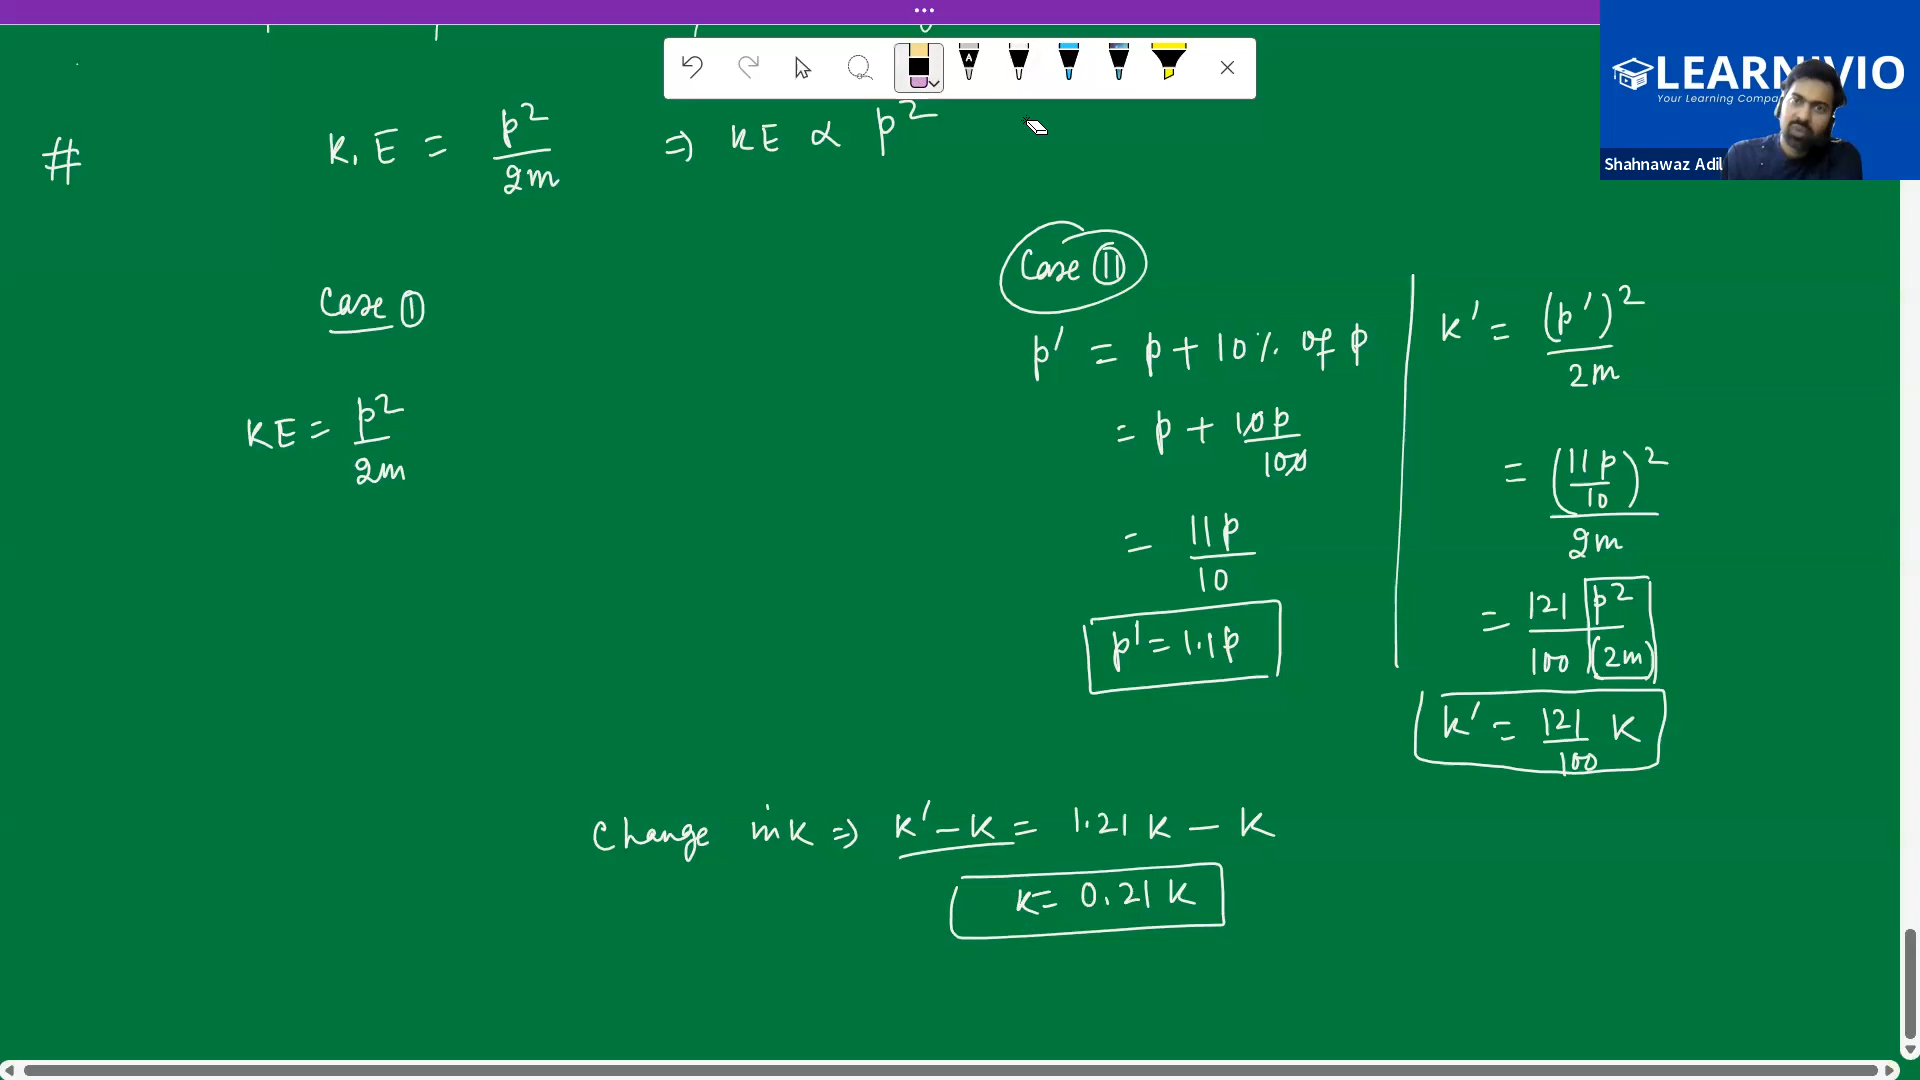 LEARNIVIO
Your Learning Compa
Shahnawaz Adil
# K.E = p²/2m ⇒ KE ∝ p²
Case ①
KE = p²/2m
Case Ⅱ
p' = p + 10% of p
= p + 10p/100
= 11p/10
p' = 1.1p
K' = (p')²/2m
= (11p/10)²/2m
= 121 p²/100 (2m)
K' = 121/100 K
Change in K ⇒ K' - K = 1.21 K - K
K = 0.21 K